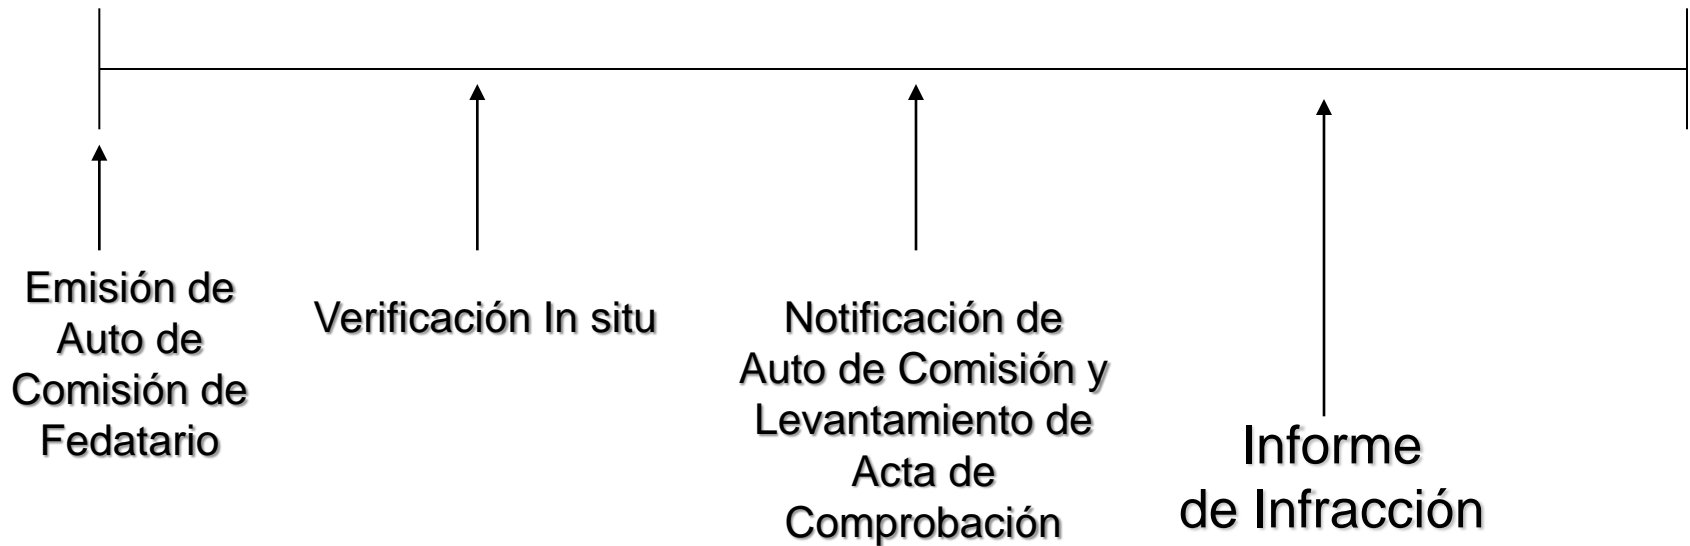 Emisión de
Auto de
Comisión de
Fedatario
Verificación In situ
Notificación de
Auto de Comisión y
Levantamiento de
Acta de
Comprobación
Informe
de Infracción